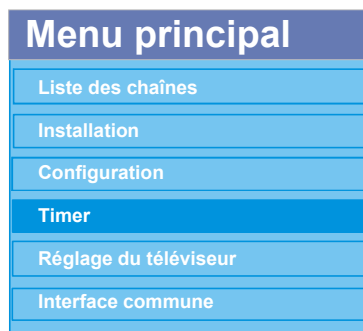 Menu principal
Liste des chaînes
Installation
Configuration
Timer
Réglage du téléviseur
Interface commune